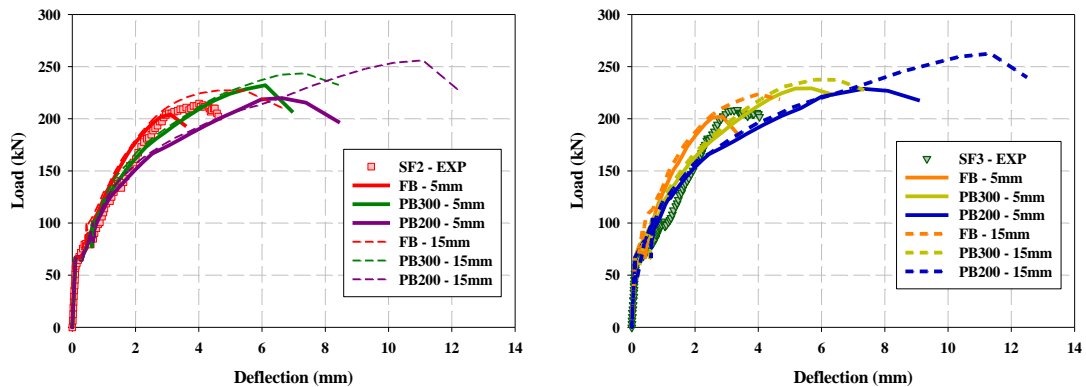 300
250
200
150
100
50
0
Load (kN)
SF2 - EXP
FB - 5mm
PB300 - 5mm
PB200 - 5mm
FB - 15mm
PB300 - 15mm
PB200 - 15mm
0 2 4 6 8 10 12 14
Deflection (mm)
300
250
200
150
100
50
0
Load (kN)
SF3 - EXP
FB - 5mm
PB300 - 5mm
PB200 - 5mm
FB - 15mm
PB300 - 15mm
PB200 - 15mm
0 2 4 6 8 10 12 14
Deflection (mm)